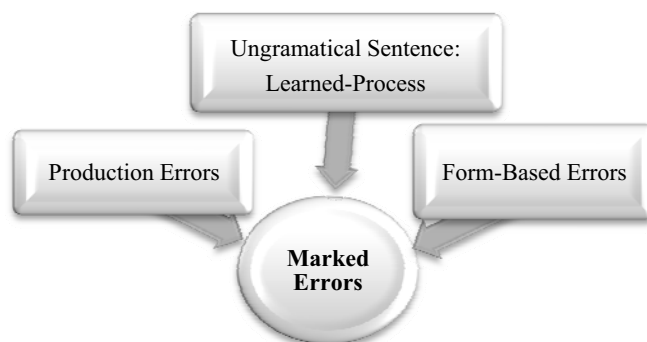 Ungramatical Sentence:
Learned-Process
Production Errors
Form-Based Errors
Marked
Errors